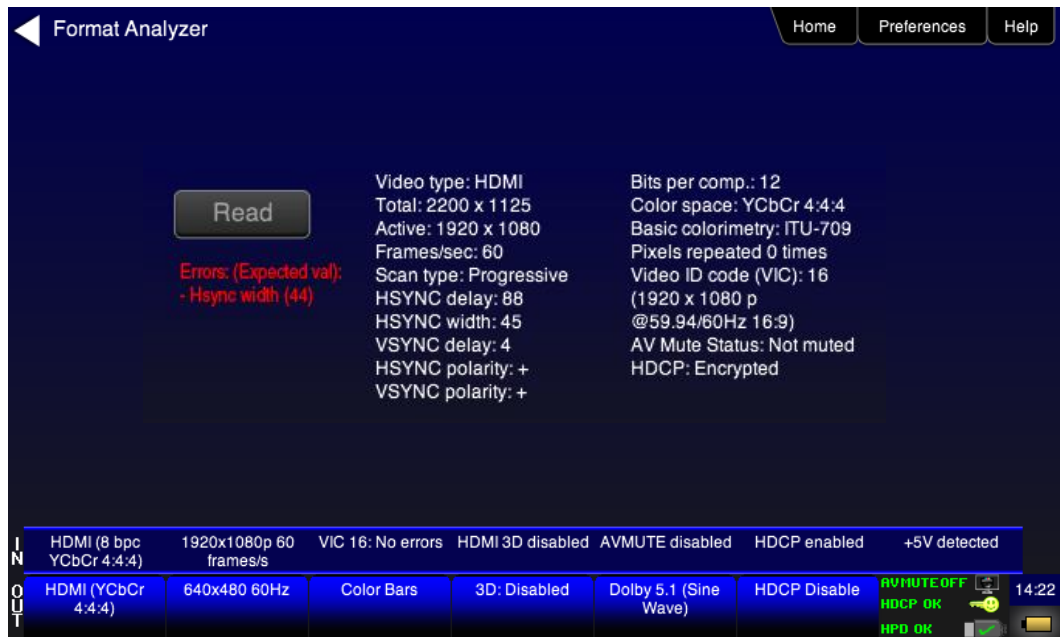 Format Analyzer
Home
Preferences
Help
Read
Errors: (Expected val):
- Hsync width (44)
Video type: HDMI
Total: 2200 x 1125
Active: 1920 x 1080
Frames/sec: 60
Scan type: Progressive
HSYNC delay: 88
HSYNC width: 45
VSYNC delay: 4
HSYNC polarity: +
VSYNC polarity: +
Bits per comp.: 12
Color space: YCbCr 4:4:4
Basic colorimetry: ITU-709
Pixels repeated 0 times
Video ID code (VIC): 16
(1920 x 1080 p
@59.94/60Hz 16:9)
AV Mute Status: Not muted
HDCP: Encrypted
IN
HDMI (8 bpc
YCbCr 4:4:4)
1920x1080p 60
frames/s
VIC 16: No errors
HDMI 3D disabled
AVMUTE disabled
HDCP enabled
+5V detected
OUT
HDMI (YCbCr
4:4:4)
640x480 60Hz
Color Bars
3D: Disabled
Dolby 5.1 (Sine
Wave)
HDCP Disable
AVMUTEOFF
HDCP OK
HPD OK
14:22